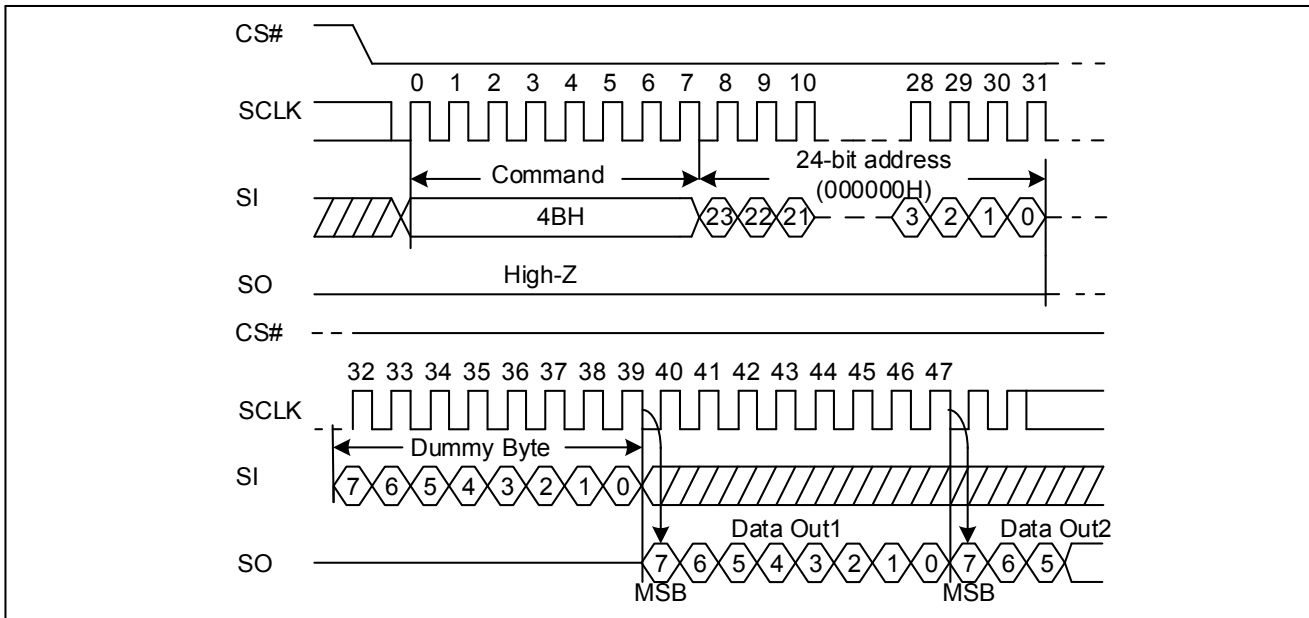 CS#
0 1 2 3 4 5 6 7 8 9 10 28 29 30 31
SCLK
24-bit address
Command
(000000H)
SI
4BH 23 22 21 3 2 1 0
High-Z
SO
CS#
32 33 34 35 36 37 38 39 40 41 42 43 44 45 46 47
SCLK
Dummy Byte
SI
7 6 5 4 3 2 1 0
Data Out1 Data Out2
SO 7 6 5 4 3 2 1 0 7 6 5
MSB MSB